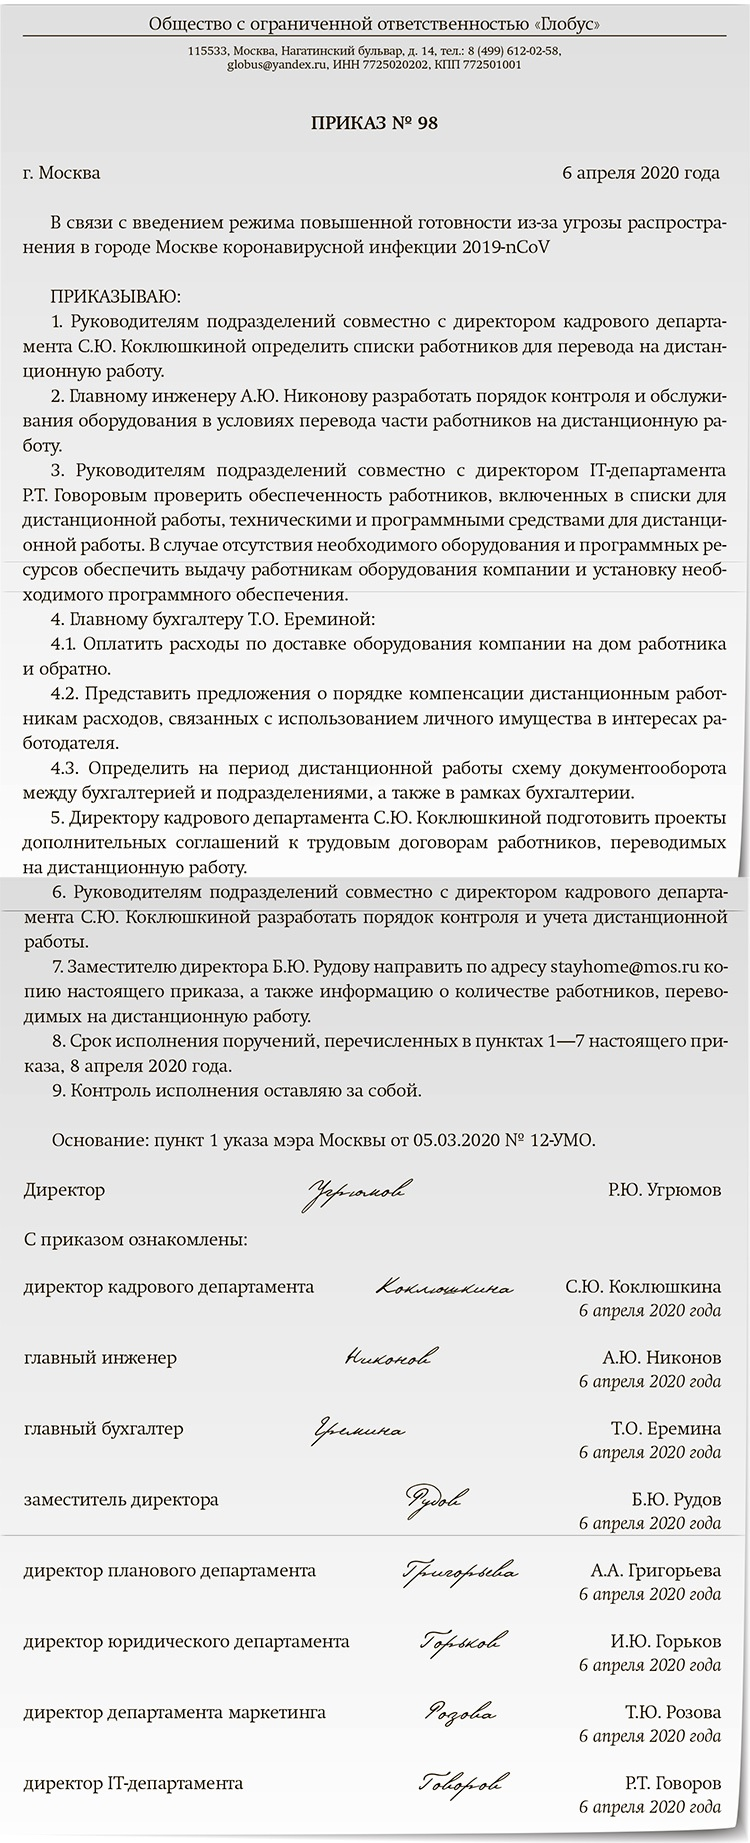 Общество с ограниченной ответственностью «Глобус»
115533, Москва, Нагатинский бульвар, д. 14, тел.: 8 (499) 612-02-58,
globus@yandex.ru, ИНН 7725020202, КПП 772501001
ПРИКАЗ № 98
г. Москва 6 апреля 2020 года
В связи с введением режима повышенной готовности из-за угрозы распростра-
нения в городе Москве коронавирусной инфекции 2019-nCoV
ПРИКАЗЫВАЮ:
1. Руководителям подразделений совместно с директором кадрового департа-
мента С.Ю. Коклюшкиной определить списки работников для перевода на дистан-
ционную работу.
2. Главному инженеру А.Ю. Никонову разработать порядок контроля и обслужи-
вания оборудования в условиях перевода части работников на дистанционную ра-
боту.
3. Руководителям подразделений совместно с директором IT-департамента
Р.Т. Говоровым проверить обеспеченность работников, включенных в списки для
дистанционной работы, техническими и программными средствами для дистанци-
онной работы. В случае отсутствия необходимого оборудования и программных ре-
сурсов обеспечить выдачу работникам оборудования компании и установку необ-
ходимого программного обеспечения.
4. Главному бухгалтеру Т.О. Ереминой:
4.1. Оплатить расходы по доставке оборудования компании на дом работника
и обратно.
4.2. Представить предложения о порядке компенсации дистанционным работ-
никам расходов, связанных с использованием личного имущества в интересах ра-
ботодателя.
4.3. Определить на период дистанционной работы схему документооборота
между бухгалтерией и подразделениями, а также в рамках бухгалтерии.
5. Директору кадрового департамента С.Ю. Коклюшкиной подготовить проекты
дополнительных соглашений к трудовым договорам работников, переводимых
на дистанционную работу.
6. Руководителям подразделений совместно с директором кадрового департа-
мента С.Ю. Коклюшкиной разработать порядок контроля и учета дистанционной
работы.
7. Заместителю директора Б.Ю. Рудову направить по адресу stayhome@mos.ru ко-
пию настоящего приказа, а также информацию о количестве работников, перево-
димых на дистанционную работу.
8. Срок исполнения поручений, перечисленных в пунктах 1—7 настоящего при-
каза, 8 апреля 2020 года.
9. Контроль исполнения оставляю за собой.
Основание: пункт 1 указа мэра Москвы от 05.03.2020 № 12-УМО.
Директор Угрюмов Р.Ю. Угрюмов
С приказом ознакомлены:
директор кадрового департамента Коклюшкина С.Ю. Коклюшкина
6 апреля 2020 года
главный инженер Никонов А.Ю. Никонов
6 апреля 2020 года
главный бухгалтер Еремина Т.О. Еремина
6 апреля 2020 года
заместитель директора Рудов Б.Ю. Рудов
6 апреля 2020 года
директор планового департамента Григорьева А.А. Григорьева
6 апреля 2020 года
директор юридического департамента Горьков И.Ю. Горьков
6 апреля 2020 года
директор департамента маркетинга Розова Т.Ю. Розова
6 апреля 2020 года
директор IT-департамента Говоров Р.Т. Говоров
6 апреля 2020 года